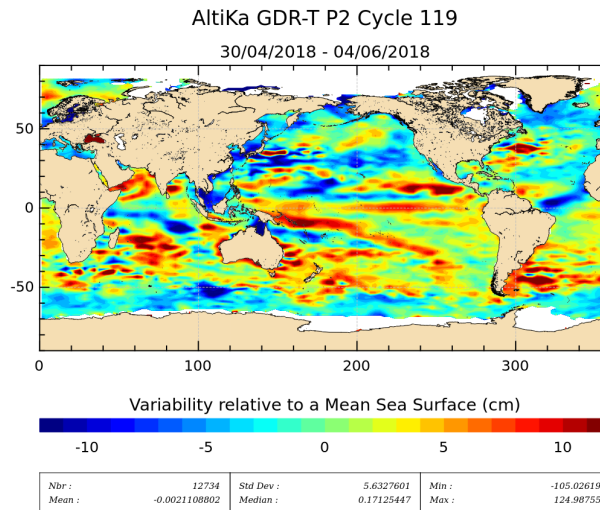 AltiKa GDR-T P2 Cycle 119
30/04/2018 - 04/06/2018
50
0
-50
0 100 200 300
Variability relative to a Mean Sea Surface (cm)
-10 -5 0 5 10
Nbr : 12734 Std Dev : 5.6327601 Min : -105.02619
Mean : -0.0021108802 Median : 0.17125447 Max : 124.98755